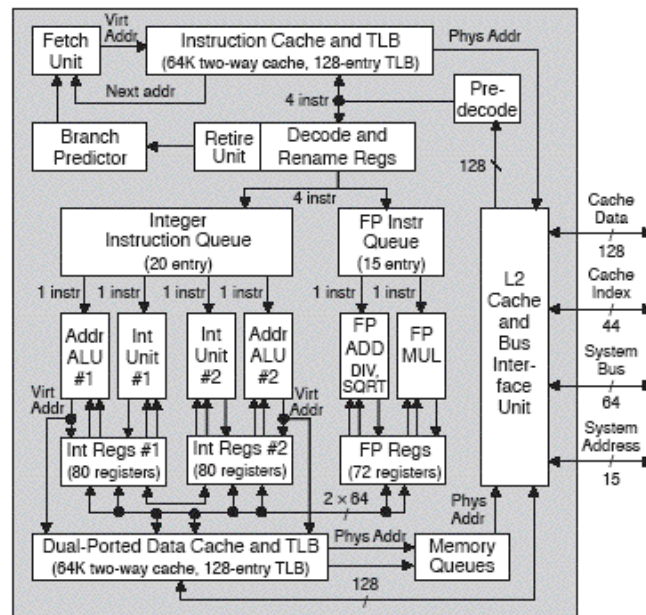 Virt
Addr
Fetch
Unit
Instruction Cache and TLB
(64K two-way cache, 128-entry TLB)
Phys Addr
Next addr
4 instr
Pre-
decode
Branch
Predictor
Retire
Unit
Decode and
Rename Regs
128
4 instr
Integer
Instruction Queue
(20 entry)
FP Instr
Queue
(15 entry)
1 instr
1 instr
1 instr
1 instr
1 instr
1 instr
Addr
ALU
#1
Int
Unit
#1
Int
Unit
#2
Addr
ALU
#2
FP
ADD
DIV,
SQRT
FP
MUL
L2
Cache
and
Bus
Inter-
face
Unit
Cache
Data
128
Cache
Index
44
System
Bus
64
System
Address
15
Virt
Addr
Virt
Addr
Int Regs #1
(80 registers)
Int Regs #2
(80 registers)
FP Regs
(72 registers)
2 × 64
Phys
Addr
Dual-Ported Data Cache and TLB
(64K two-way cache, 128-entry TLB)
Phys Addr
Memory
Queues
128